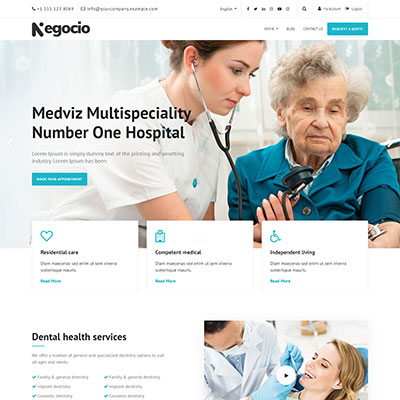 +1 555 123 8069 info@yourcompany.example.com English My Account Logout
Negocio HOME BLOG CONTACT US REQUEST A QUOTE
Medviz Multispeciality
Number One Hospital
Lorem Ipsum is simply dummy text of the printing and pesetting
industry. Lorem Ipsum has been.
BOOK YOUR APPOINTMENT
Residential care
Diam maecenas sed enim ut sem viverra
scelerisque mauris.
Read More
Competent medical
Diam maecenas sed enim ut sem viverra
scelerisque mauris.
Read More
Independent living
Diam maecenas sed enim ut sem viverra
scelerisque mauris.
Read More
Dental health services
We offer a number of general and specialized dentistry options to suit
all ages and needs.
Family & general dentistry Family & general dentistry
Implant dentistry Implant dentistry
Cosmetic dentistry Cosmetic dentistry